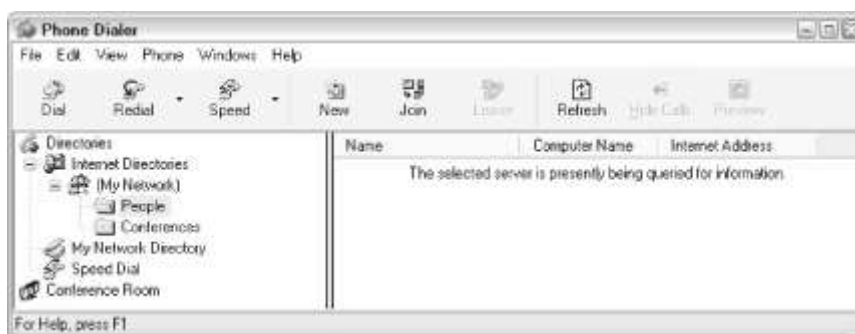 Phone Dialer
File Edit View Phone Windows Help
Dial Redial Speed New Join Leave Refresh Hide Calls Preview
Directories
Internet Directories
(My Network)
People
Conferences
My Network Directory
Speed Dial
Conference Room
Name Computer Name Internet Address
The selected server is presently being queried for information.
For Help, press F1